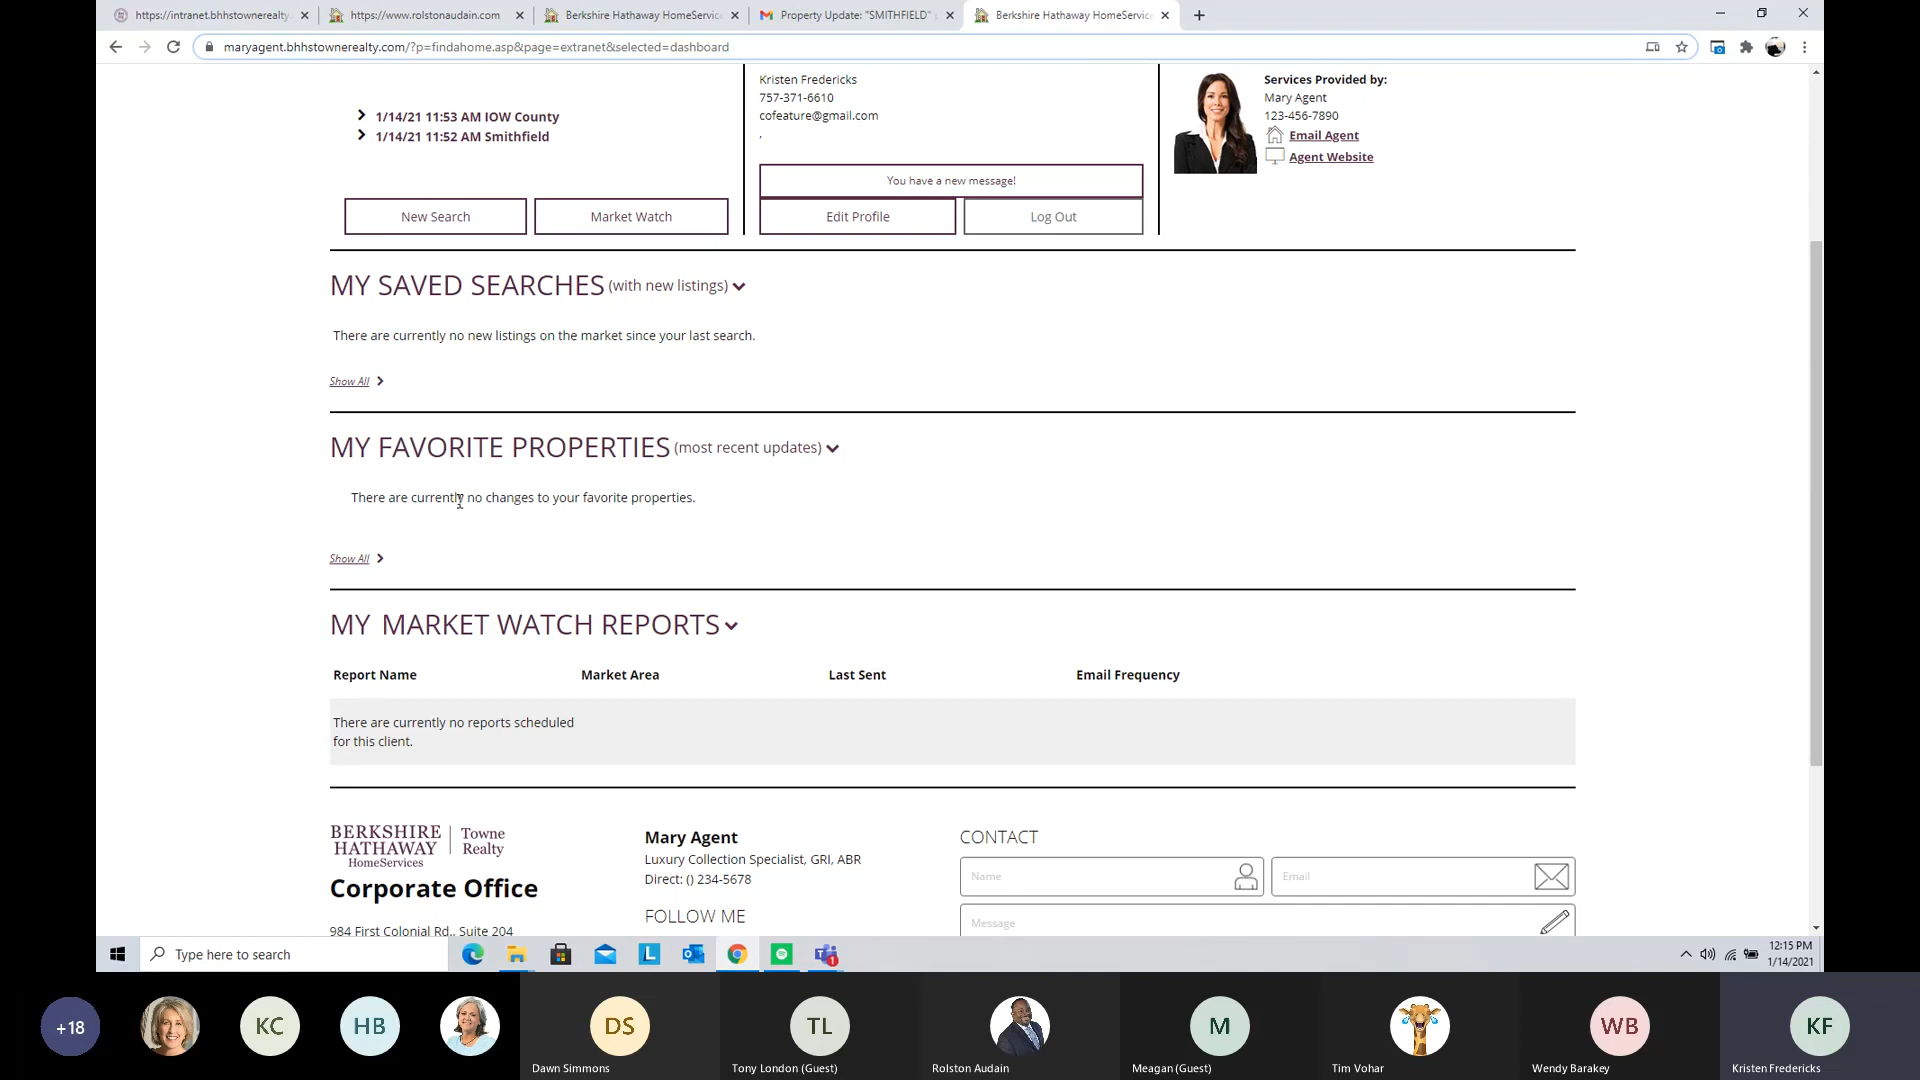 https://intranet.bhhstownerealty.
https://www.rolstonaudain.com
Berkshire Hathaway HomeService
Property Update: "SMITHFIELD"
Berkshire Hathaway HomeService
maryagent.bhhstownerealty.com/?p=findahome.asp&page=extranet&selected=dashboard
1/14/21 11:53 AM IOW County
1/14/21 11:52 AM Smithfield
New Search
Market Watch
Kristen Fredericks
757-371-6610
cofeature@gmail.com
,
You have a new message!
Edit Profile
Log Out
Services Provided by:
Mary Agent
123-456-7890
Email Agent
Agent Website
MY SAVED SEARCHES (with new listings)
There are currently no new listings on the market since your last search.
Show All
MY FAVORITE PROPERTIES (most recent updates)
There are currently no changes to your favorite properties.
Show All
MY MARKET WATCH REPORTS
Report Name Market Area Last Sent Email Frequency
There are currently no reports scheduled
for this client.
BERKSHIRE
HATHAWAY
HomeServices
Towne
Realty
Corporate Office
984 First Colonial Rd., Suite 204
Mary Agent
Luxury Collection Specialist, GRI, ABR
Direct: () 234-5678
FOLLOW ME
CONTACT
Name
Email
Message
Type here to search
L
1
12:15 PM
1/14/2021
+18
KC
HB
DS
Dawn Simmons
TL
Tony London (Guest)
Rolston Audain
M
Meagan (Guest)
Tim Vohar
WB
Wendy Barakey
KF
Kristen Fredericks